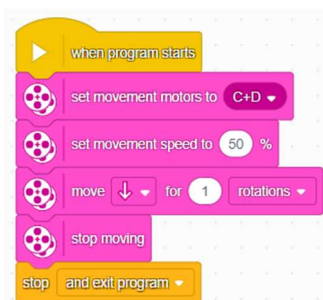 when program starts
set movement motors to C+D
set movement speed to 50 %
move for 1 rotations
stop moving
stop and exit program